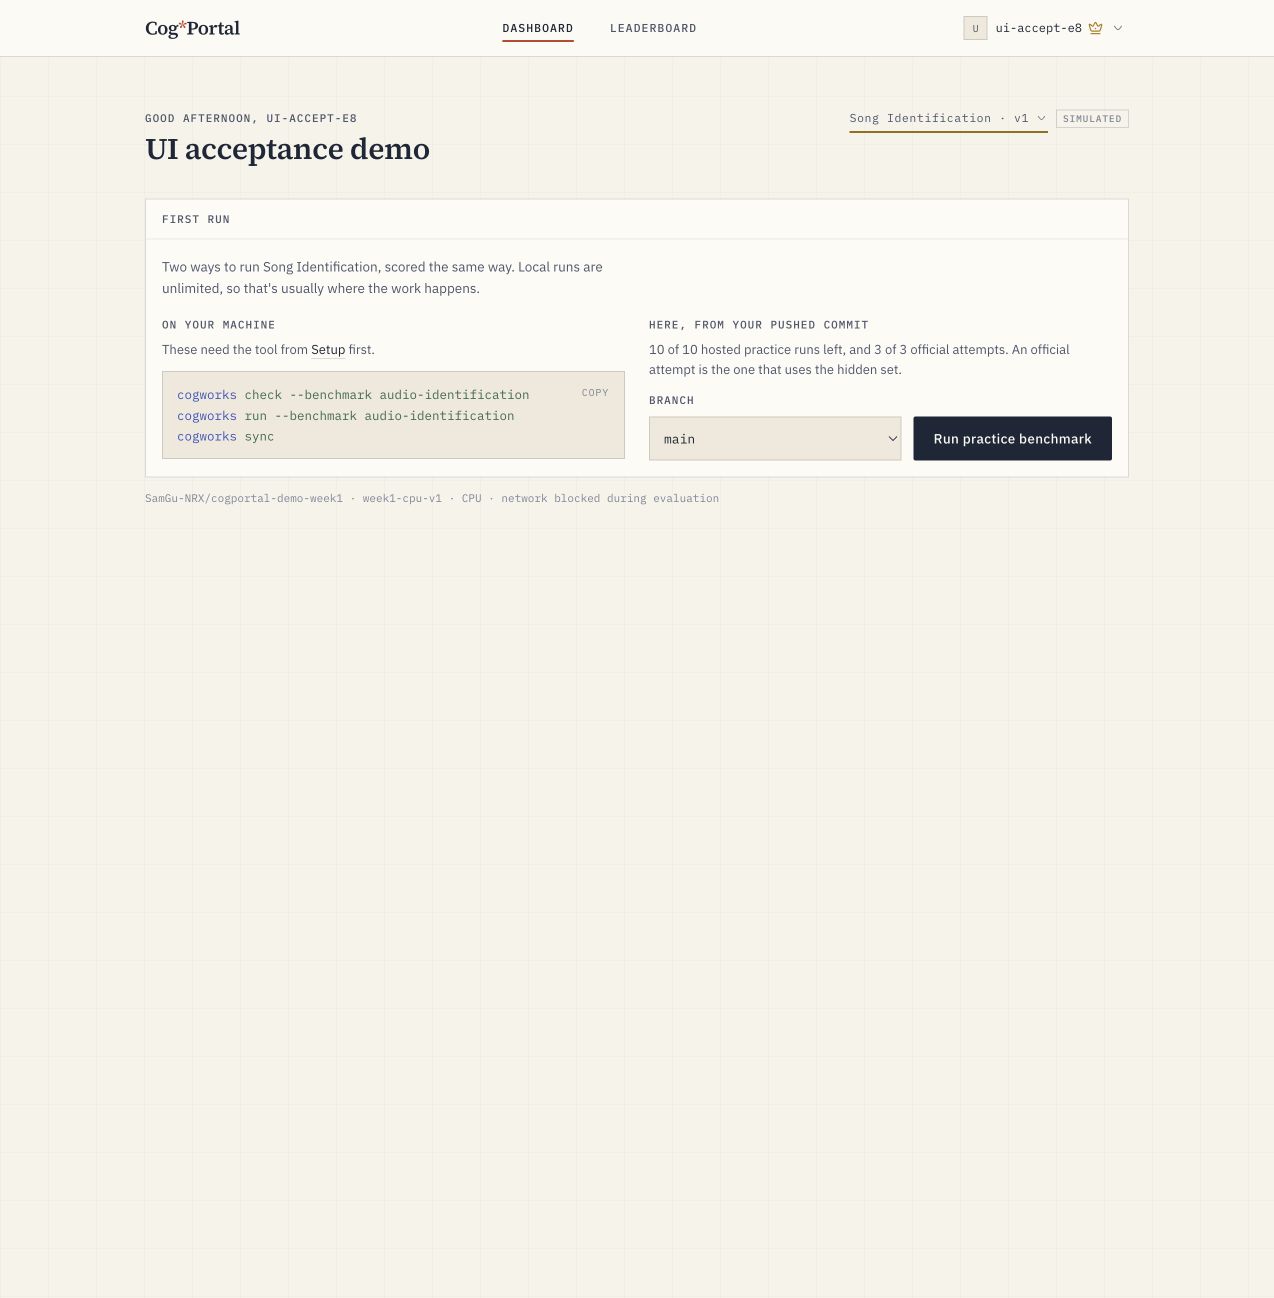 Cog*Portal
DASHBOARD
LEADERBOARD
U
ui-accept-e8
GOOD AFTERNOON, UI-ACCEPT-E8
UI acceptance demo
Song Identification · v1
SIMULATED
FIRST RUN
Two ways to run Song Identification, scored the same way. Local runs are
unlimited, so that's usually where the work happens.
ON YOUR MACHINE
These need the tool from Setup first.
cogworks check --benchmark audio-identification
COPY
cogworks run --benchmark audio-identification
cogworks sync
HERE, FROM YOUR PUSHED COMMIT
10 of 10 hosted practice runs left, and 3 of 3 official attempts. An official
attempt is the one that uses the hidden set.
BRANCH
main
Run practice benchmark
SamGu-NRX/cogportal-demo-week1 · week1-cpu-v1 · CPU · network blocked during evaluation